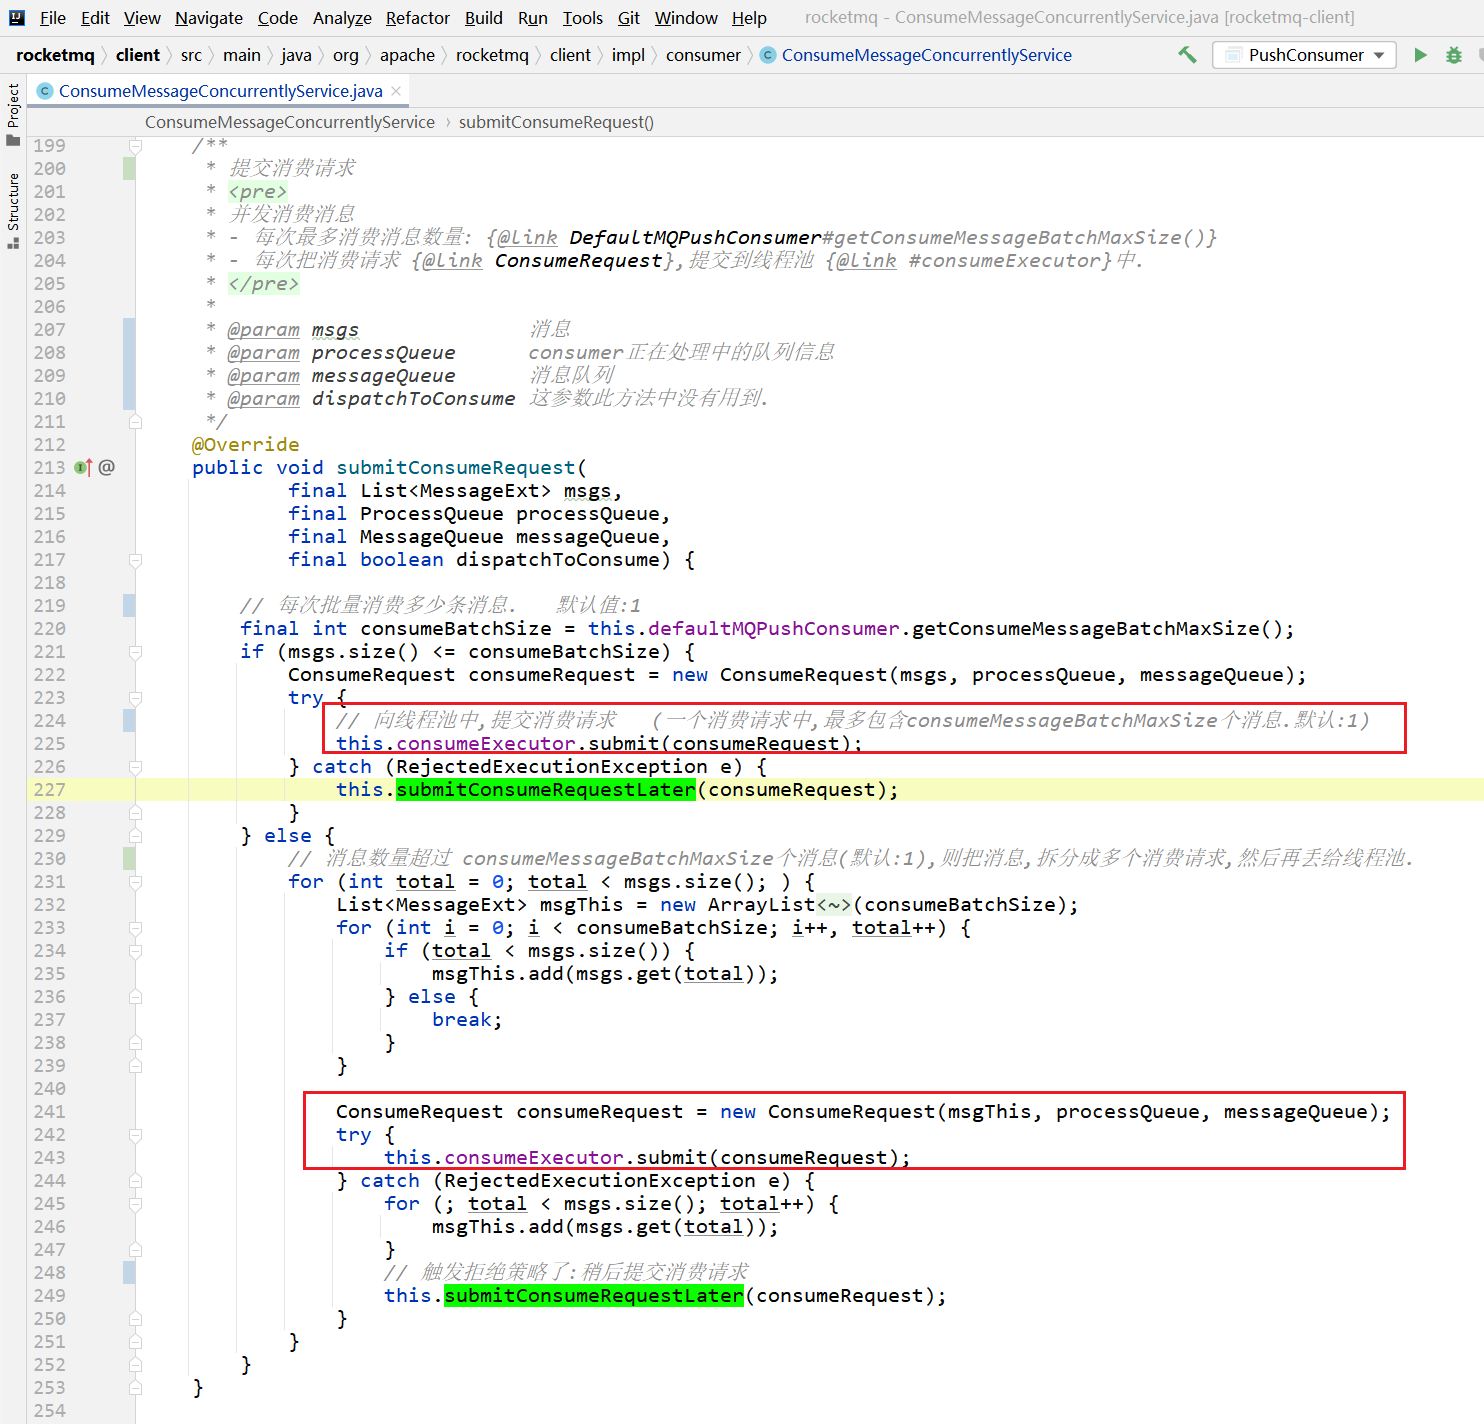 File Edit View Navigate Code Analyze Refactor Build Run Tools Git Window Help rocketmq - ConsumeMessageConcurrentlyService.java [rocketmq-client]
rocketmq client src main java org apache rocketmq client impl consumer ConsumeMessageConcurrentlyService PushConsumer
ConsumeMessageConcurrentlyService.java
Project
Structure
ConsumeMessageConcurrentlyService › submitConsumeRequest()
199 /**
200 * 提交消费请求
201 * <pre>
202 * 并发消费消息
203 * - 每次最多消费消息数量: {@link DefaultMQPushConsumer#getConsumeMessageBatchMaxSize()}
204 * - 每次把消费请求 {@link ConsumeRequest},提交到线程池 {@link #consumeExecutor}中.
205 * </pre>
206 *
207 * @param msgs 消息
208 * @param processQueue consumer正在处理中的队列信息
209 * @param messageQueue 消息队列
210 * @param dispatchToConsume 这参数此方法中没有用到.
211 */
212 @Override
213 public void submitConsumeRequest(
214 final List<MessageExt> msgs,
215 final ProcessQueue processQueue,
216 final MessageQueue messageQueue,
217 final boolean dispatchToConsume) {
218
219 // 每次批量消费多少条消息. 默认值:1
220 final int consumeBatchSize = this.defaultMQPushConsumer.getConsumeMessageBatchMaxSize();
221 if (msgs.size() <= consumeBatchSize) {
222 ConsumeRequest consumeRequest = new ConsumeRequest(msgs, processQueue, messageQueue);
223 try {
224 // 向线程池中,提交消费请求 (一个消费请求中,最多包含consumeMessageBatchMaxSize个消息.默认:1)
225 this.consumeExecutor.submit(consumeRequest);
226 } catch (RejectedExecutionException e) {
227 this.submitConsumeRequestLater(consumeRequest);
228 }
229 } else {
230 // 消息数量超过 consumeMessageBatchMaxSize个消息(默认:1),则把消息,拆分成多个消费请求,然后再丢给线程池.
231 for (int total = 0; total < msgs.size(); ) {
232 List<MessageExt> msgThis = new ArrayList<~>(consumeBatchSize);
233 for (int i = 0; i < consumeBatchSize; i++, total++) {
234 if (total < msgs.size()) {
235 msgThis.add(msgs.get(total));
236 } else {
237 break;
238 }
239 }
240
241 ConsumeRequest consumeRequest = new ConsumeRequest(msgThis, processQueue, messageQueue);
242 try {
243 this.consumeExecutor.submit(consumeRequest);
244 } catch (RejectedExecutionException e) {
245 for (; total < msgs.size(); total++) {
246 msgThis.add(msgs.get(total));
247 }
248 // 触发拒绝策略了:稍后提交消费请求
249 this.submitConsumeRequestLater(consumeRequest);
250 }
251 }
252 }
253 }
254